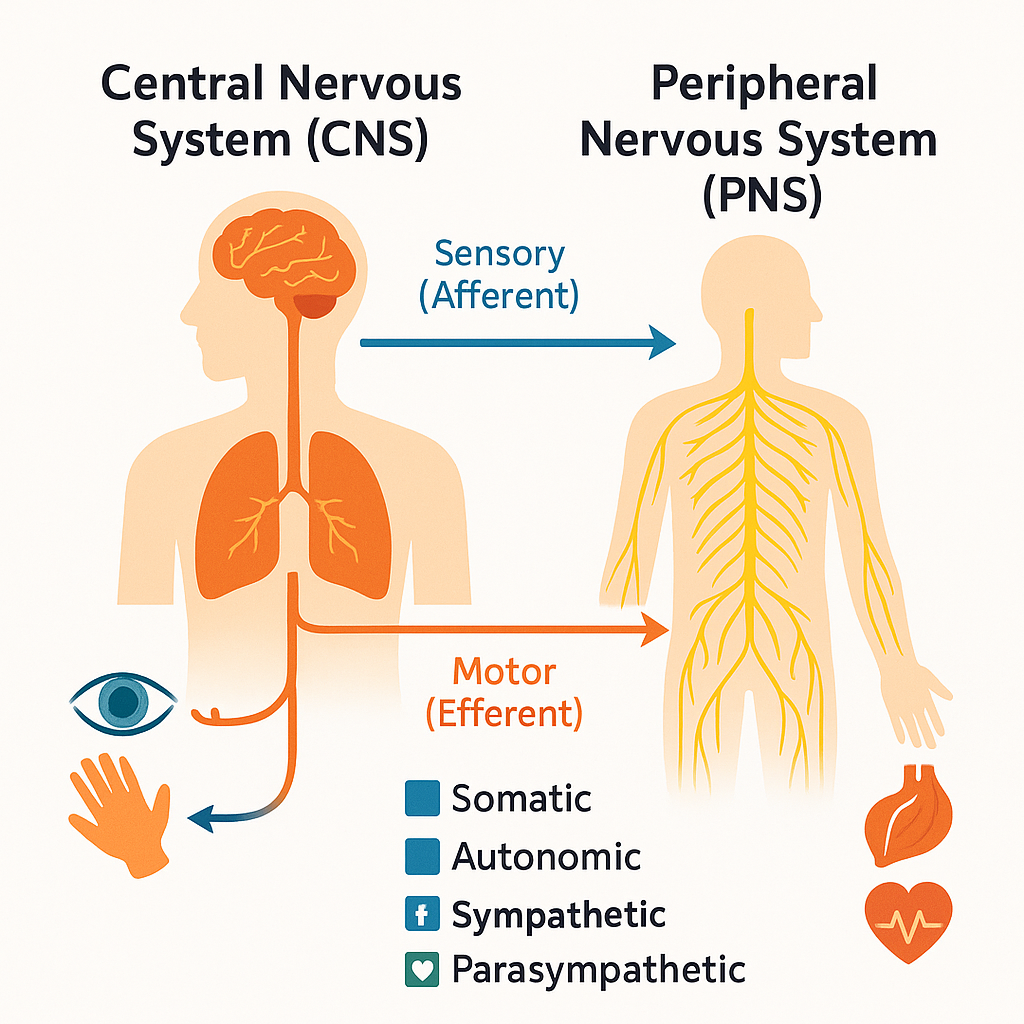 Central Nervous
System (CNS)
Peripheral
Nervous System
(PNS)
Sensory
(Afferent)
Motor
(Efferent)
Somatic
Autonomic
Sympathetic
Parasympathetic